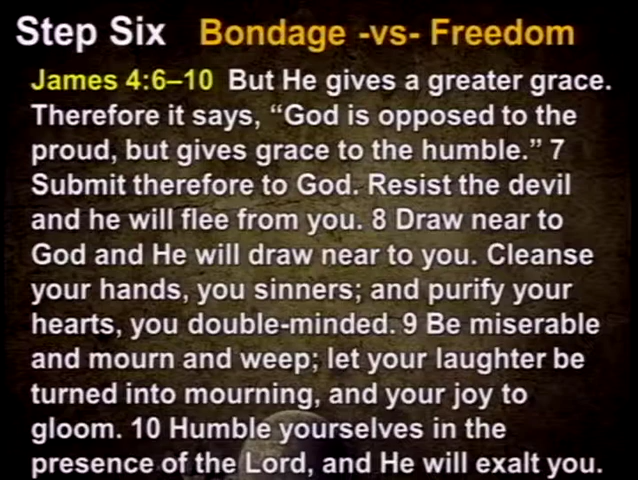 Step Six Bondage -vs- Freedom
James 4:6–10 But He gives a greater grace.
Therefore it says, “God is opposed to the
proud, but gives grace to the humble.” 7
Submit therefore to God. Resist the devil
and he will flee from you. 8 Draw near to
God and He will draw near to you. Cleanse
your hands, you sinners; and purify your
hearts, you double-minded. 9 Be miserable
and mourn and weep; let your laughter be
turned into mourning, and your joy to
gloom. 10 Humble yourselves in the
presence of the Lord, and He will exalt you.